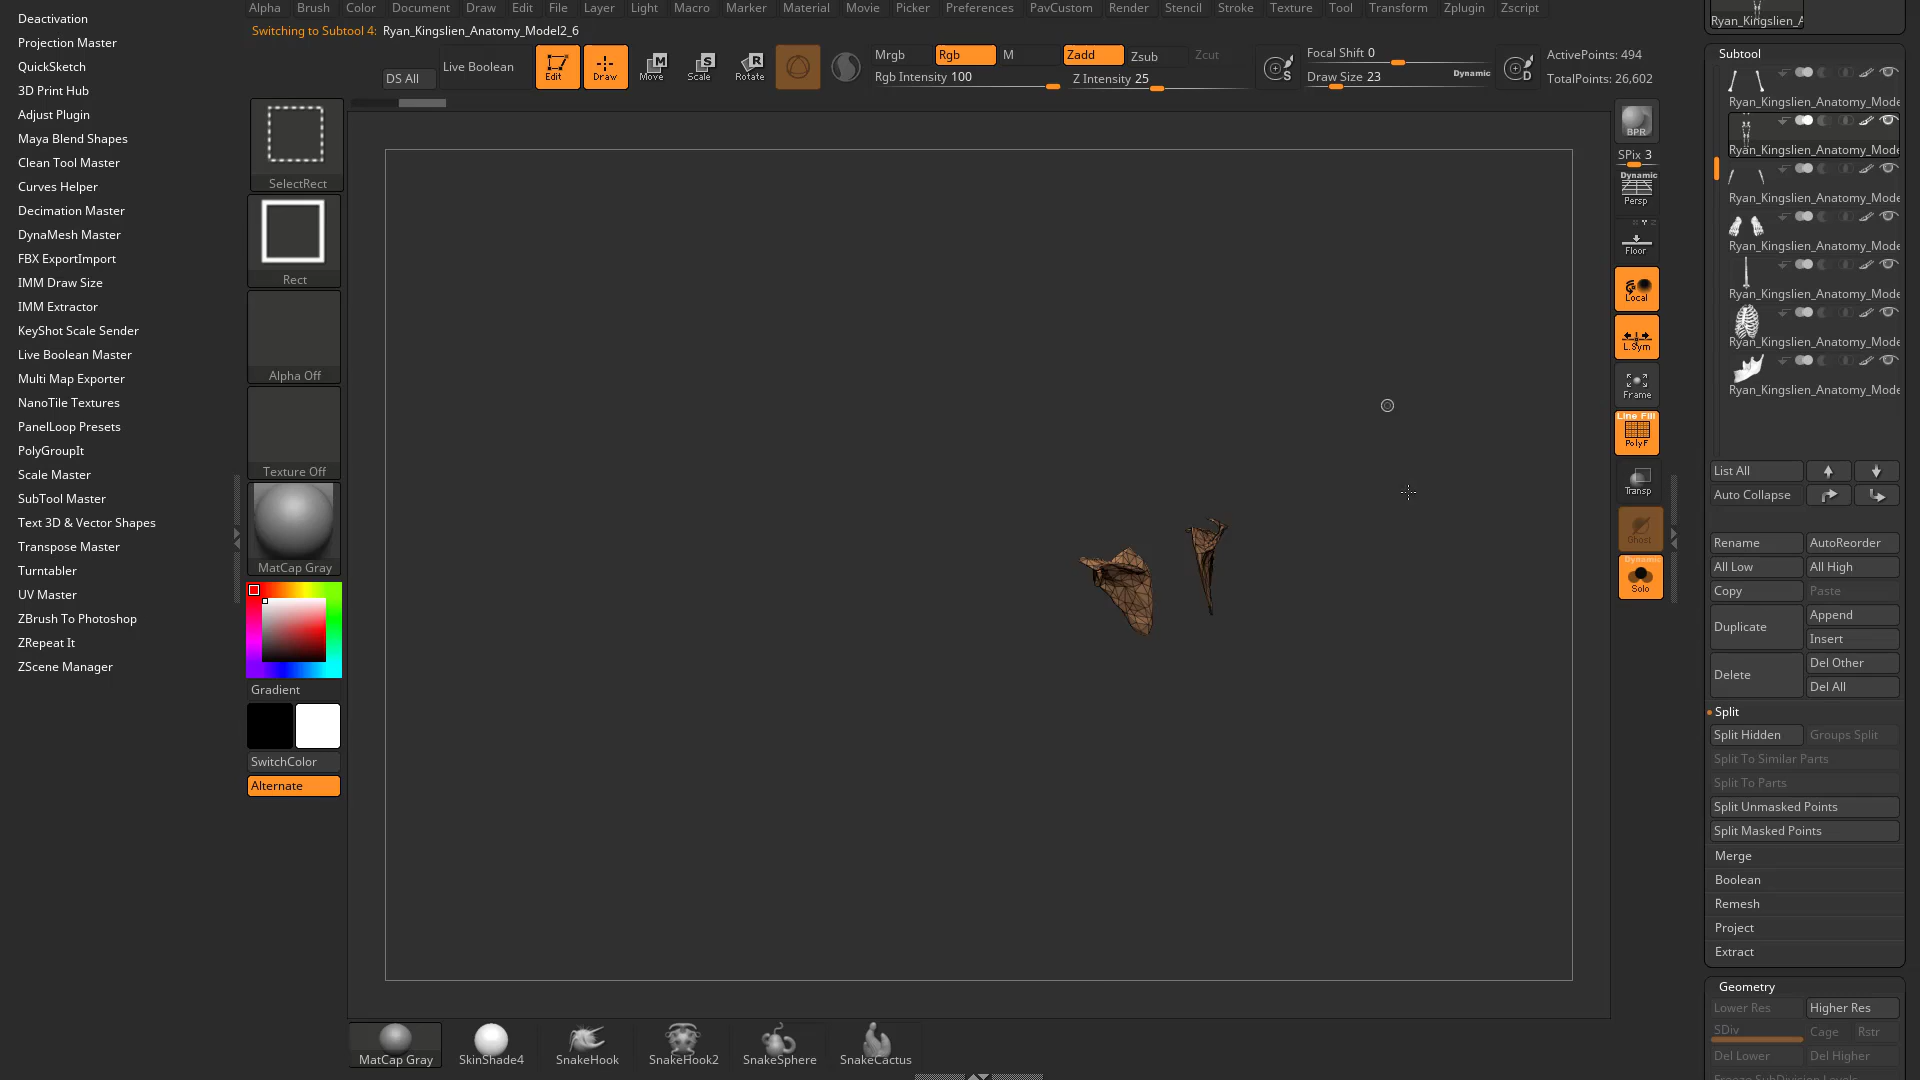 Deactivation
Projection Master
QuickSketch
3D Print Hub
Adjust Plugin
Maya Blend Shapes
Clean Tool Master
Curves Helper
Decimation Master
DynaMesh Master
FBX ExportImport
IMM Draw Size
IMM Extractor
KeyShot Scale Sender
Live Boolean Master
Multi Map Exporter
NanoTile Textures
PanelLoop Presets
PolyGroupIt
Scale Master
SubTool Master
Text 3D & Vector Shapes
Transpose Master
Turntabler
UV Master
ZBrush To Photoshop
ZRepeat It
ZScene Manager
Alpha Brush Color Document Draw Edit File Layer Light Macro Marker Material Movie Picker Preferences PavCustom Render Stencil Stroke Texture Tool Transform Zplugin Zscript
Switching to Subtool 4: Ryan_Kingslien_Anatomy_Model2_6
DS All
Live Boolean
Edit
Draw
Move
Scale
Rotate
Mrgb Rgb M Zadd Zsub Zcut
Rgb Intensity 100
Z Intensity 25
Focal Shift 0
Draw Size 23
Dynamic
ActivePoints: 494
TotalPoints: 26,602
SelectRect
Rect
Alpha Off
Texture Off
MatCap Gray
Gradient
SwitchColor
Alternate
BPR
SPix 3
Dynamic
Persp
Floor
Local
L.Sym
Frame
Line Fill
PolyF
Transp
Ghost
Dynamic
Solo
MatCap Gray
SkinShade4
SnakeHook
SnakeHook2
SnakeSphere
SnakeCactus
Ryan_Kingslien_A
Subtool
Ryan_Kingslien_Anatomy_Mode
Ryan_Kingslien_Anatomy_Mode
Ryan_Kingslien_Anatomy_Mode
Ryan_Kingslien_Anatomy_Mode
Ryan_Kingslien_Anatomy_Mode
Ryan_Kingslien_Anatomy_Mode
Ryan_Kingslien_Anatomy_Mode
List All
Auto Collapse
Rename AutoReorder
All Low All High
Copy Paste
Duplicate Append
Insert
Delete Del Other
Del All
Split
Split Hidden Groups Split
Split To Similar Parts
Split To Parts
Split Unmasked Points
Split Masked Points
Merge
Boolean
Remesh
Project
Extract
Geometry
Lower Res Higher Res
SDiv Cage Rstr
Del Lower Del Higher
Freeze SubDivision Levels